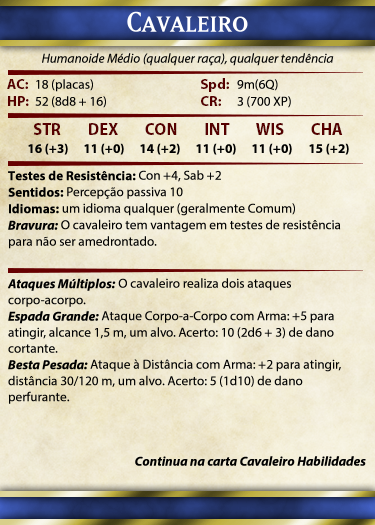 CAVALEIRO
Humanoide Médio (qualquer raça), qualquer tendência
AC: 18 (placas) Spd: 9m(6Q)
HP: 52 (8d8 + 16) CR: 3 (700 XP)
STR DEX CON INT WIS CHA
16 (+3) 11 (+0) 14 (+2) 11 (+0) 11 (+0) 15 (+2)
Testes de Resistência: Con +4, Sab +2
Sentidos: Percepção passiva 10
Idiomas: um idioma qualquer (geralmente Comum)
Bravura: O cavaleiro tem vantagem em testes de resistência
para não ser amedrontado.
Ataques Múltiplos: O cavaleiro realiza dois ataques
corpo-acorpo.
Espada Grande: Ataque Corpo-a-Corpo com Arma: +5 para
atingir, alcance 1,5 m, um alvo. Acerto: 10 (2d6 + 3) de dano
cortante.
Besta Pesada: Ataque à Distância com Arma: +2 para atingir,
distância 30/120 m, um alvo. Acerto: 5 (1d10) de dano
perfurante.
Continua na carta Cavaleiro Habilidades